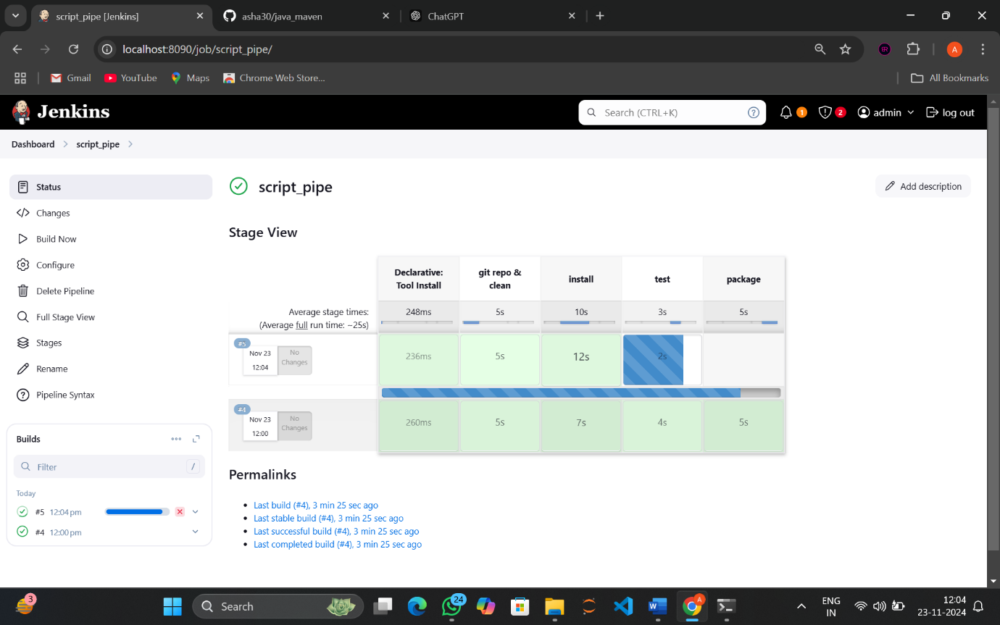 script_pipe [Jenkins]
asha30/java_maven
ChatGPT
localhost:8090/job/script_pipe/
BR
A
Gmail
YouTube
Maps
Chrome Web Store...
All Bookmarks
Jenkins
Search (CTRL+K)
?
1
2
admin
log out
Dashboard
script_pipe
Status
Changes
Build Now
Configure
Delete Pipeline
Full Stage View
Stages
Rename
Pipeline Syntax
Builds
Filter
/
Today
#5 12:04 pm
#4 12:00 pm
script_pipe
Add description
Stage View
Declarative:
Tool Install
git repo &
clean
install
test
package
Average stage times:
(Average full run time: ~25s)
248ms
5s
10s
3s
5s
#5
Nov 23
12:04
No
Changes
236ms
5s
12s
2s
#4
Nov 23
12:00
No
Changes
260ms
5s
7s
4s
5s
Permalinks
Last build (#4), 3 min 25 sec ago
Last stable build (#4), 3 min 25 sec ago
Last successful build (#4), 3 min 25 sec ago
Last completed build (#4), 3 min 25 sec ago
3
Search
24
A
ENG
IN
12:04
23-11-2024